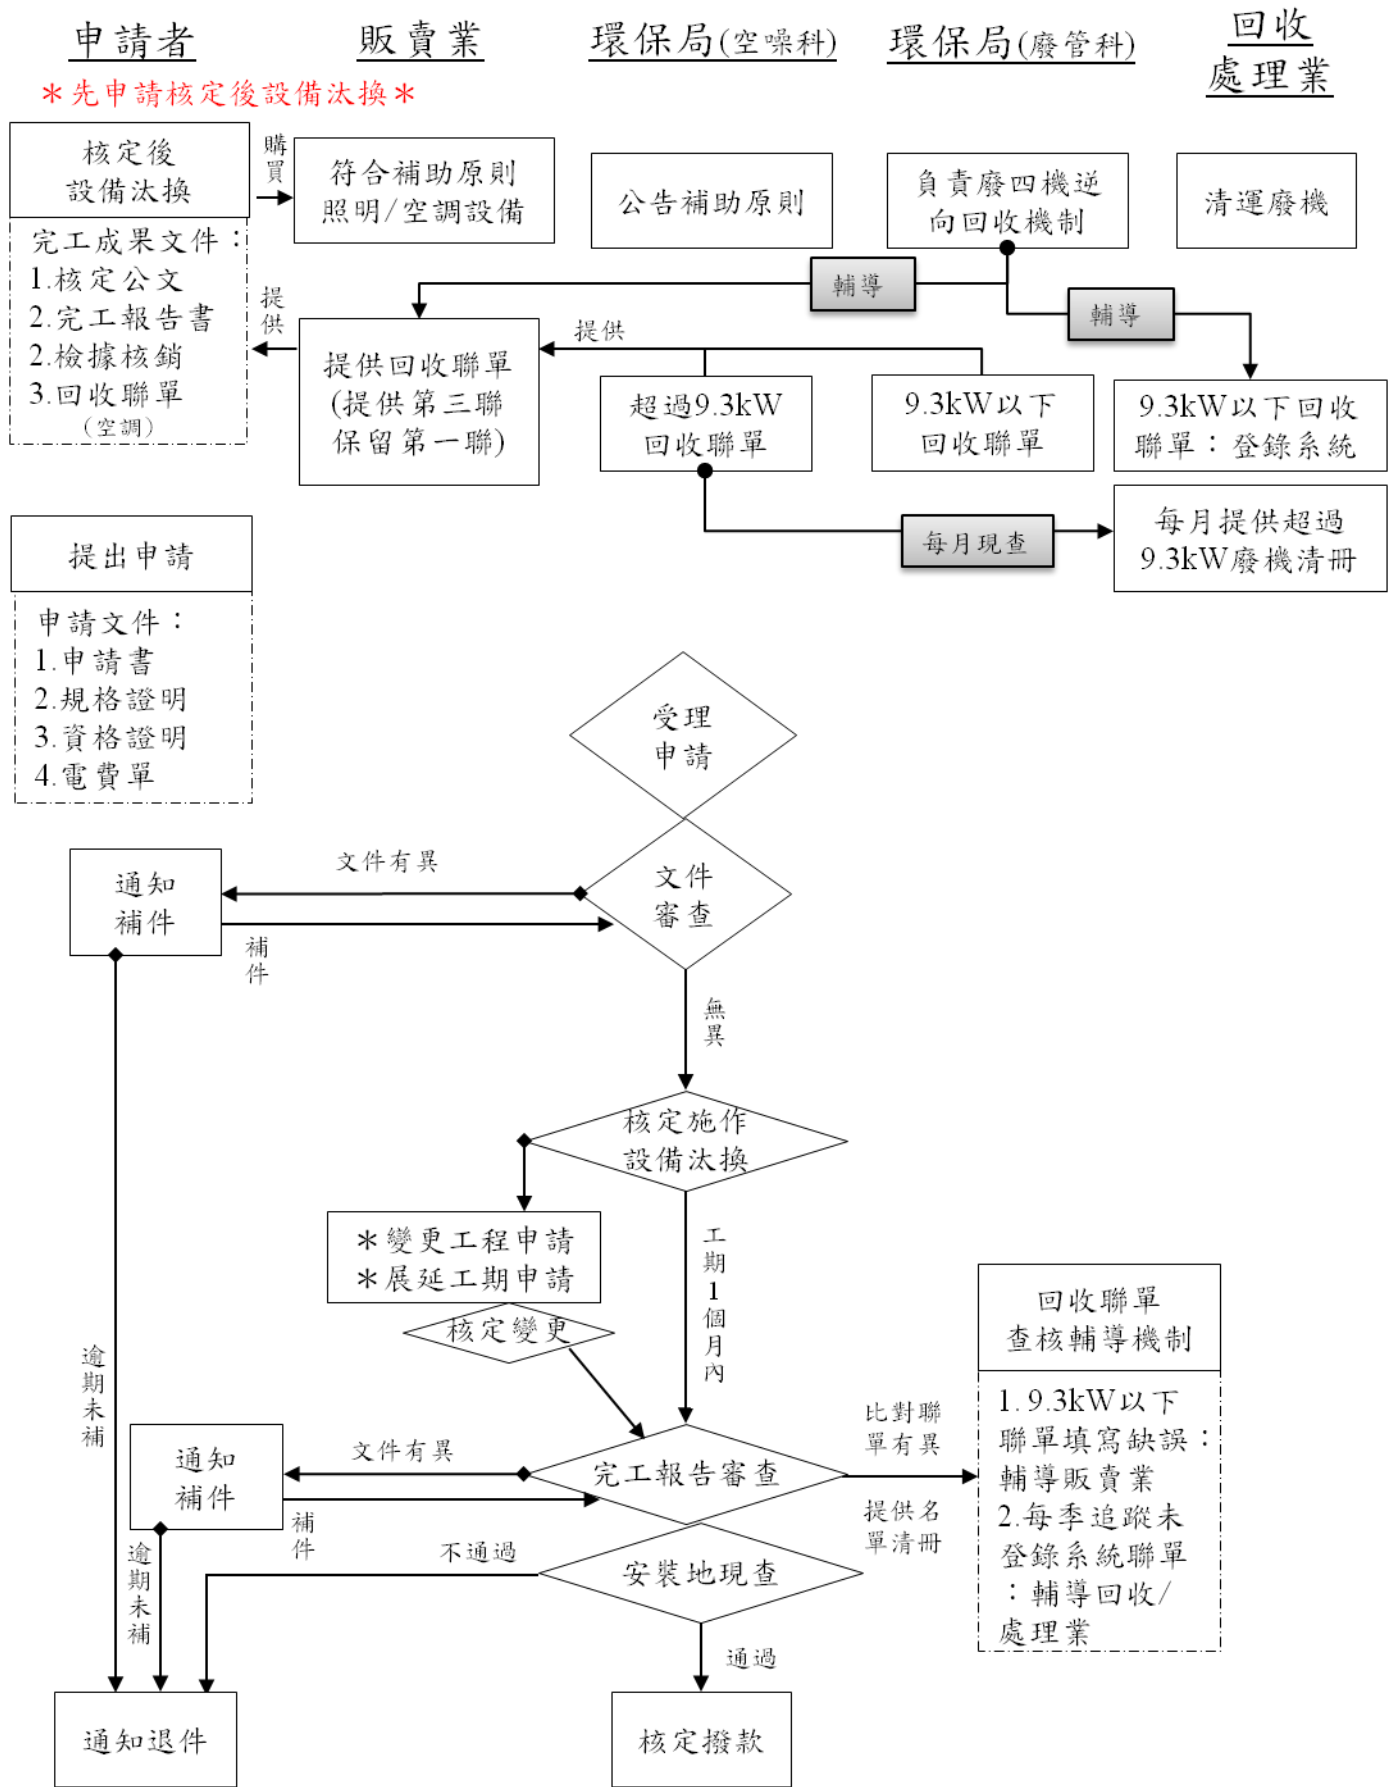 申請者
販賣業
環保局(空噪科)
環保局(廢管科)
回收
處理業
＊先申請核定後設備汰換＊
核定後
設備汰換
購買
符合補助原則
照明/空調設備
公告補助原則
負責廢四機逆
向回收機制
清運廢機
完工成果文件：
1.核定公文
2.完工報告書
2.檢據核銷
3.回收聯單
(空調)
提供
輔導
輔導
提供回收聯單
(提供第三聯
保留第一聯)
提供
超過9.3kW
回收聯單
9.3kW以下
回收聯單
9.3kW以下回收
聯單：登錄系統
每月現查
每月提供超過
9.3kW廢機清冊
提出申請
申請文件：
1.申請書
2.規格證明
3.資格證明
4.電費單
受理
申請
文件
審查
文件有異
通知
補件
補件
無異
核定施作
設備汰換
＊變更工程申請
＊展延工期申請
核定變更
工期1個月內
逾期未補
回收聯單
查核輔導機制
1.9.3kW以下
聯單填寫缺誤：
輔導販賣業
2.每季追蹤未
登錄系統聯單
：輔導回收/
處理業
比對聯
單有異
提供名
單清冊
完工報告審查
文件有異
通知
補件
補件
逾期未補
不通過
安裝地現查
通過
通知退件
核定撥款